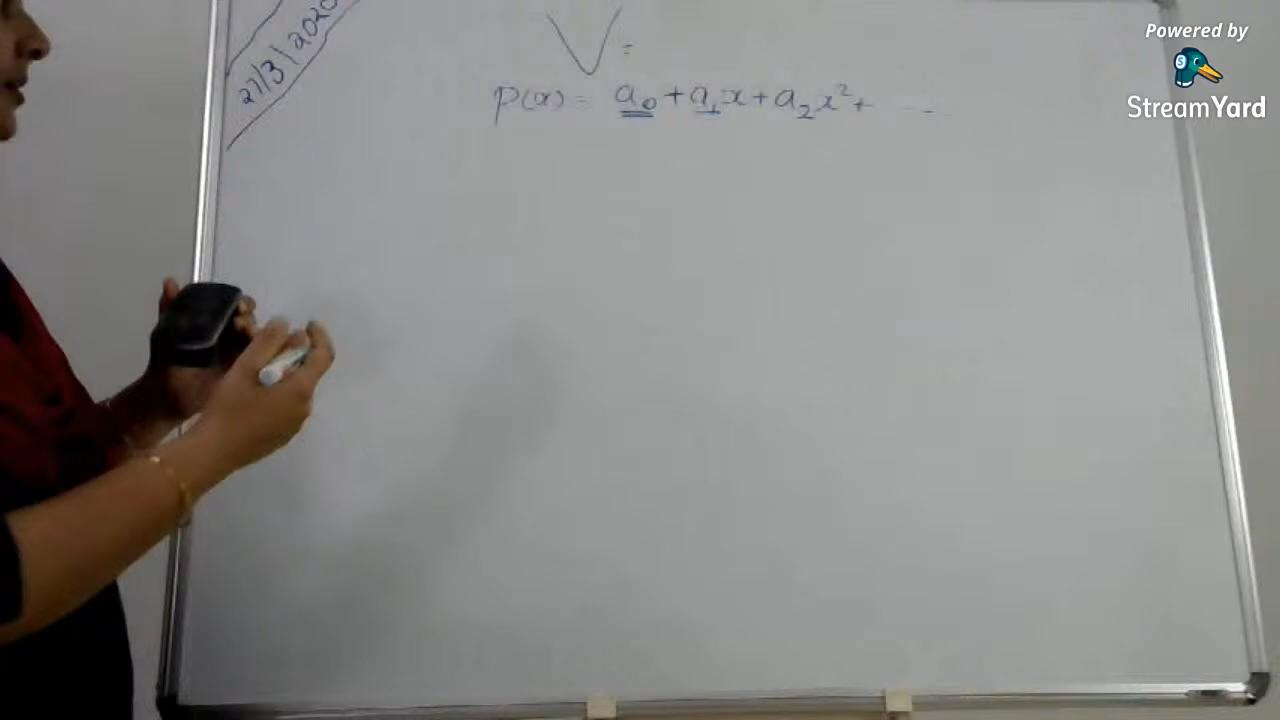 27/3/2020
V =
p(x) = a₀ + a₁x + a₂x² + ....
Powered by
StreamYard